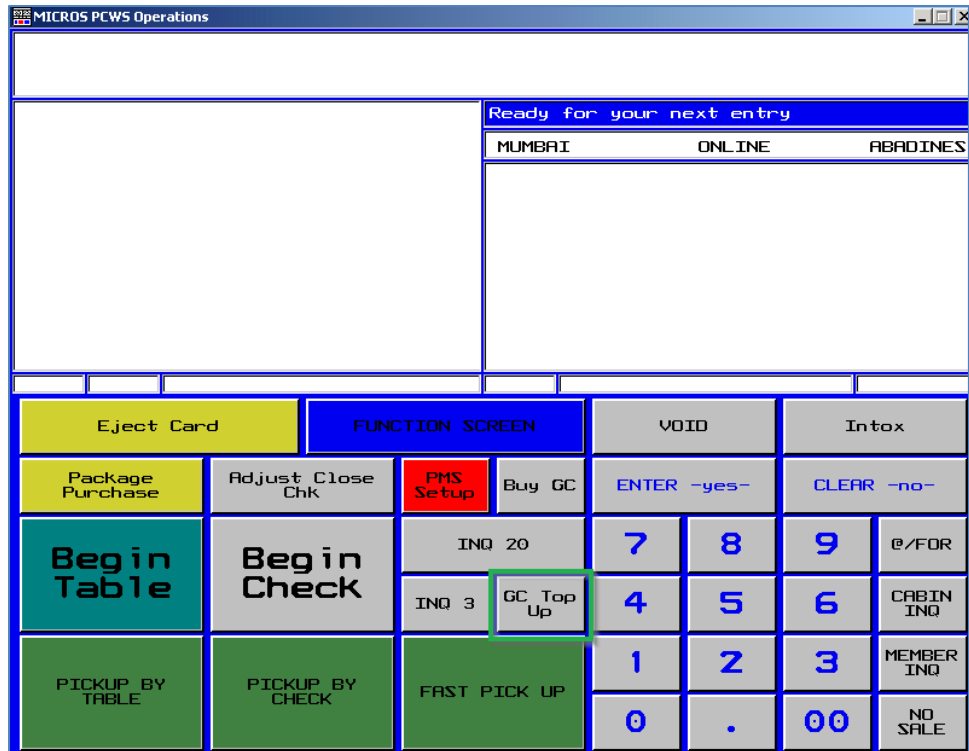 MICROS PCWS Operations
Ready for your next entry
MUMBAI ONLINE ABADINES
Eject Card
FUNCTION SCREEN
VOID
Intox
Package
Purchase
Adjust Close
Chk
PMS
Setup
Buy GC
ENTER -yes-
CLEAR -no-
Begin
Table
Begin
Check
INQ 20
7
8
9
@/FOR
INQ 3
GC Top
Up
4
5
6
CABIN
INQ
PICKUP BY
TABLE
PICKUP BY
CHECK
FAST PICK UP
1
2
3
MEMBER
INQ
0
.
00
NO
SALE